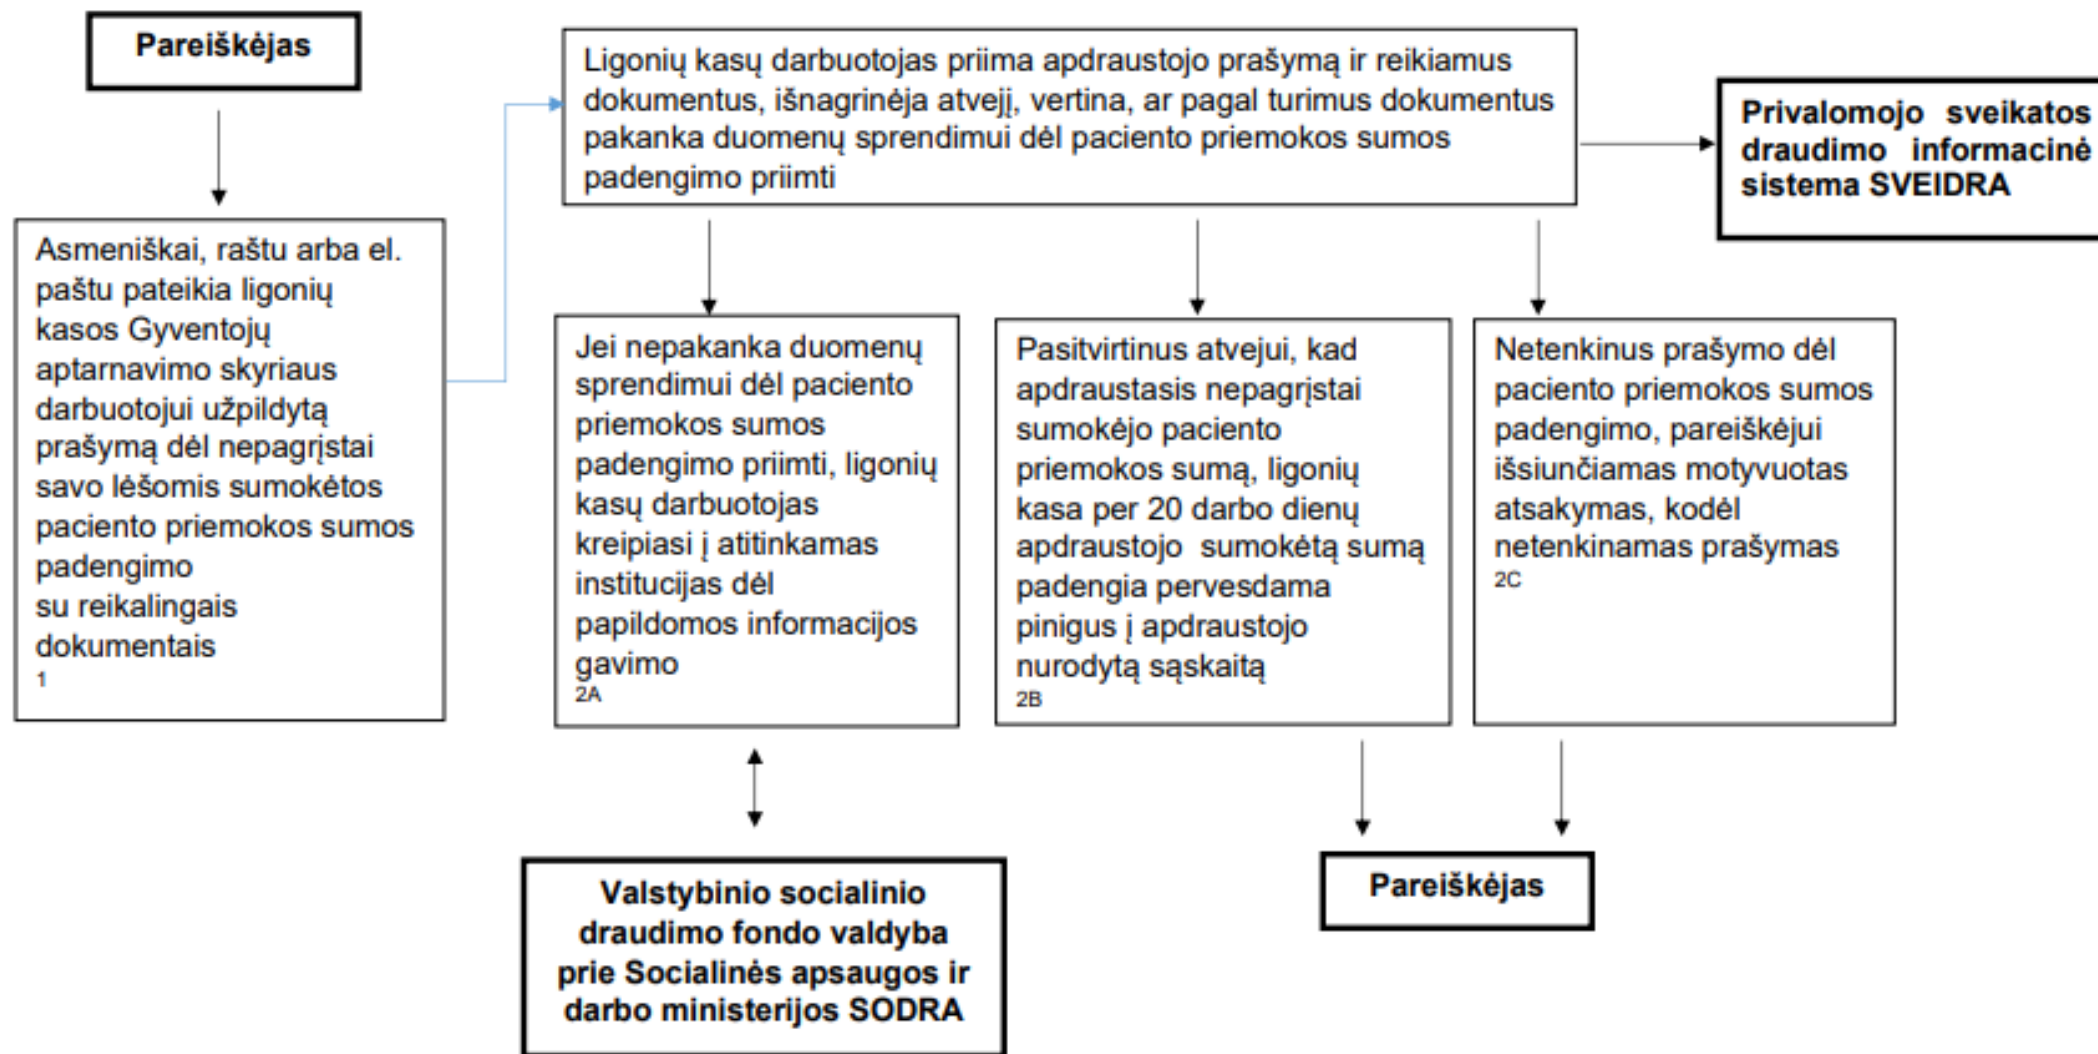 Pareiškėjas
Asmeniškai, raštu arba el.
paštu pateikia ligonių
kasos Gyventojų
aptarnavimo skyriaus
darbuotojui užpildytą
prašymą dėl nepagrįstai
savo lėšomis sumokėtos
paciento priemokos sumos
padengimo
su reikalingais
dokumentais
1
Ligonių kasų darbuotojas priima apdraustojo prašymą ir reikiamus
dokumentus, išnagrinėja atvejį, vertina, ar pagal turimus dokumentus
pakanka duomenų sprendimui dėl paciento priemokos sumos
padengimo priimti
Privalomojo sveikatos
draudimo informacinė
sistema SVEIDRA
Jei nepakanka duomenų
sprendimui dėl paciento
priemokos sumos
padengimo priimti, ligonių
kasų darbuotojas
kreipiasi į atitinkamas
institucijas dėl
papildomos informacijos
gavimo
2A
Pasitvirtinus atvejui, kad
apdraustasis nepagrįstai
sumokėjo paciento
priemokos sumą, ligonių
kasa per 20 darbo dienų
apdraustojo sumokėtą sumą
padengia pervesdama
pinigus į apdraustojo
nurodytą sąskaitą
2B
Netenkinus prašymo dėl
paciento priemokos sumos
padengimo, pareiškėjui
išsiunčiamas motyvuotas
atsakymas, kodėl
netenkinamas prašymas
2C
Valstybinio socialinio
draudimo fondo valdyba
prie Socialinės apsaugos ir
darbo ministerijos SODRA
Pareiškėjas